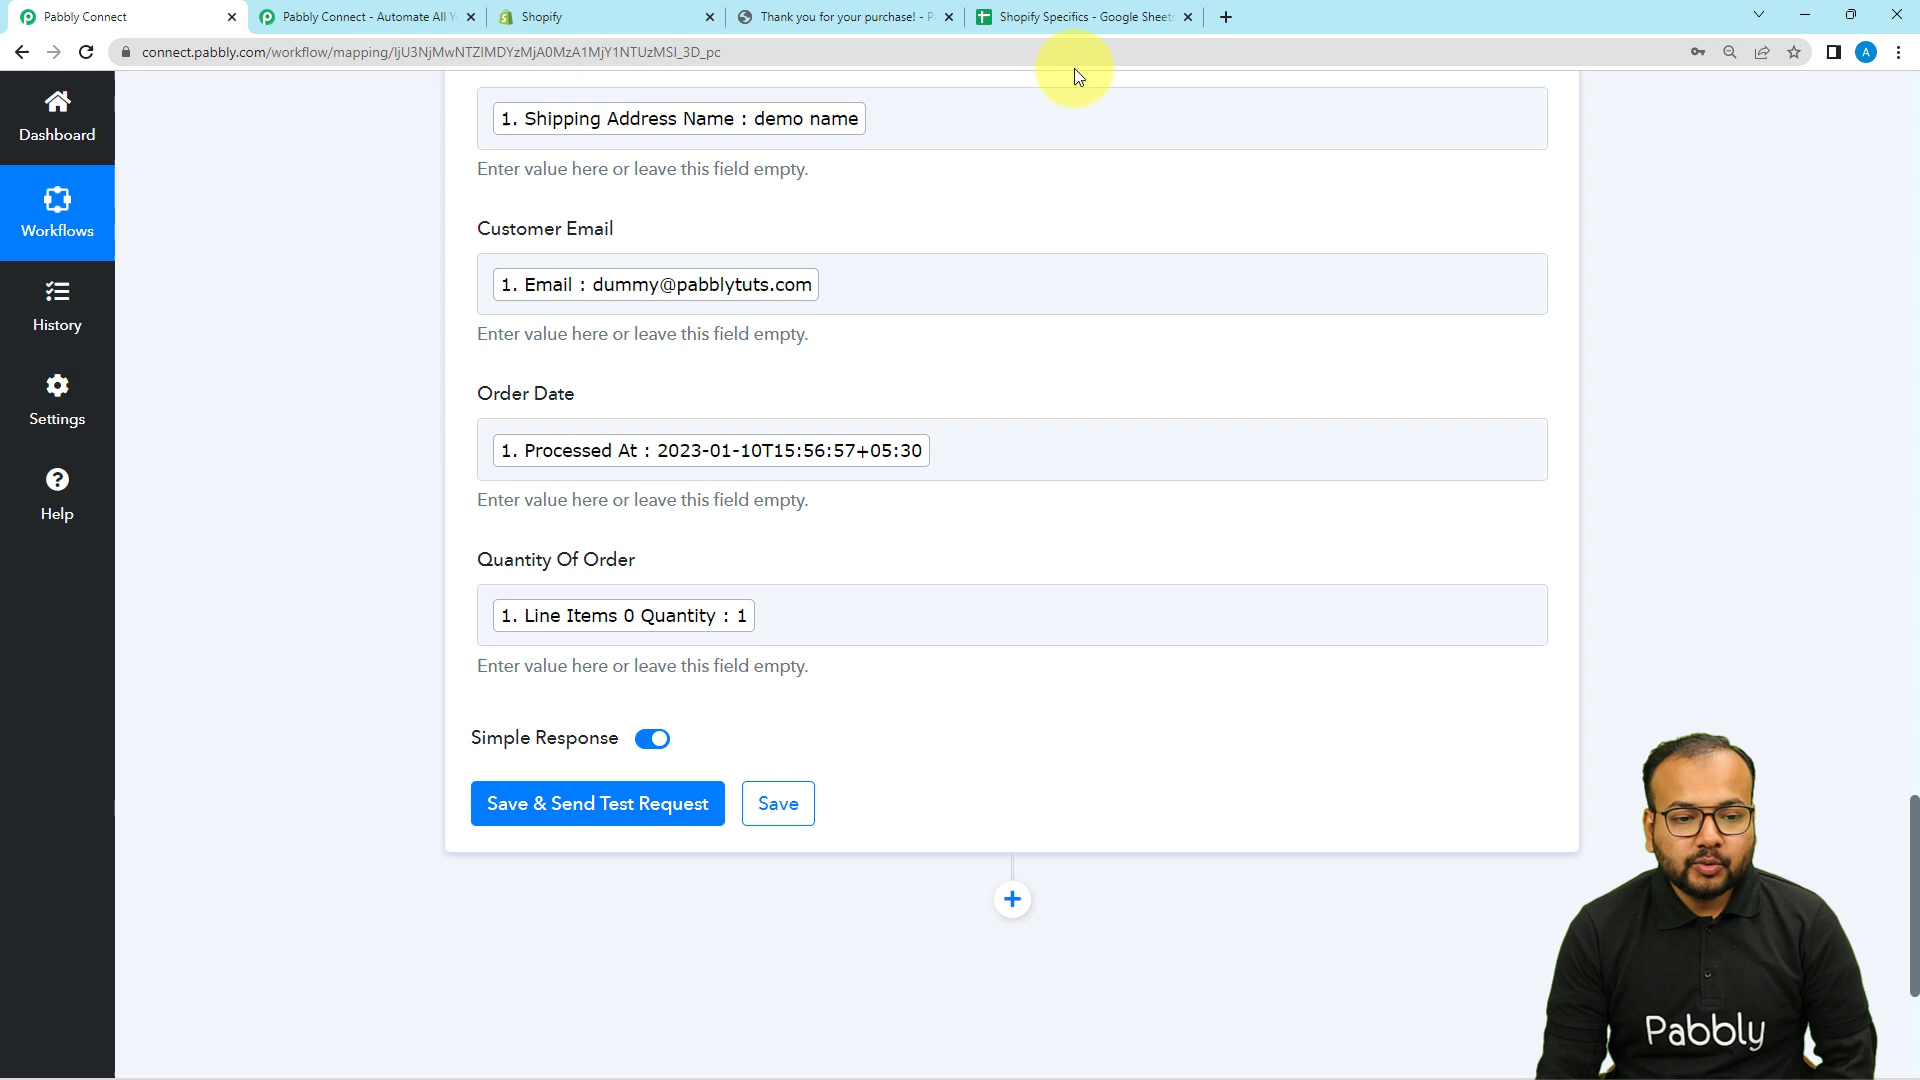 Pabbly Connect
Pabbly Connect - Automate All Y
Shopify
Thank you for your purchase! - P
Shopify Specifics - Google Sheets
connect.pabbly.com/workflow/mapping/IjU3NjMwNTZIMDYzMjA0MzA1MjY1NTUzMSI_3D_pc
A
Dashboard
Workflows
History
Settings
Help
1. Shipping Address Name : demo name
Enter value here or leave this field empty.
Customer Email
1. Email : dummy@pabblytuts.com
Enter value here or leave this field empty.
Order Date
1. Processed At : 2023-01-10T15:56:57+05:30
Enter value here or leave this field empty.
Quantity Of Order
1. Line Items 0 Quantity : 1
Enter value here or leave this field empty.
Simple Response
Save & Send Test Request
Save
Pabbly